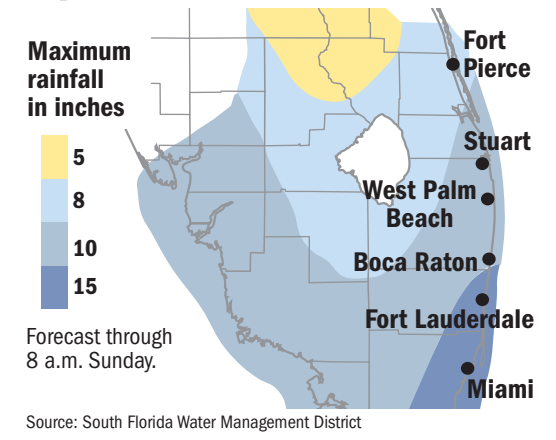 Maximum
rainfall
in inches
5
8
10
15
Forecast through
8 a.m. Sunday.
Fort
Pierce
Stuart
West Palm
Beach
Boca Raton
Fort Lauderdale
Miami
Source: South Florida Water Management District